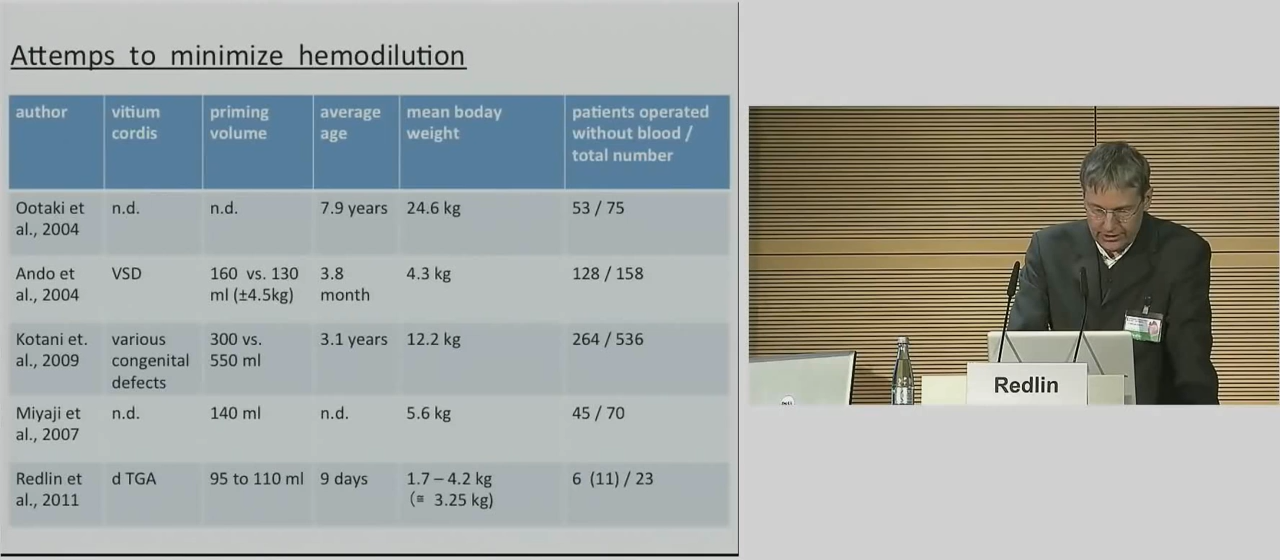 Attemps to minimize hemodilution
author
vitium
cordis
priming
volume
average
age
mean boday
weight
patients operated
without blood /
total number
Ootaki et
al., 2004
n.d.
n.d.
7.9 years
24.6 kg
53 / 75
Ando et
al., 2004
VSD
160 vs. 130
ml (±4.5kg)
3.8
month
4.3 kg
128 / 158
Kotani et.
al., 2009
various
congenital
defects
300 vs.
550 ml
3.1 years
12.2 kg
264 / 536
Miyaji et
al., 2007
n.d.
140 ml
n.d.
5.6 kg
45 / 70
Redlin et
al., 2011
d TGA
95 to 110 ml
9 days
1.7 – 4.2 kg
(≅ 3.25 kg)
6 (11) / 23
Redlin